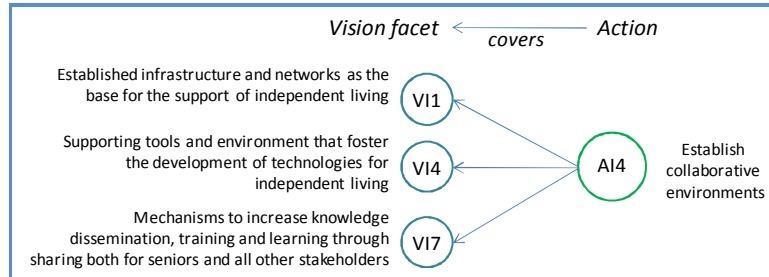 Vision facet
covers
Action
Established infrastructure and networks as the
base for the support of independent living
VI1
Supporting tools and environment that foster
the development of technologies for
independent living
VI4
AI4
Establish
collaborative
environments
Mechanisms to increase knowledge
dissemination, training and learning through
sharing both for seniors and all other stakeholders
VI7